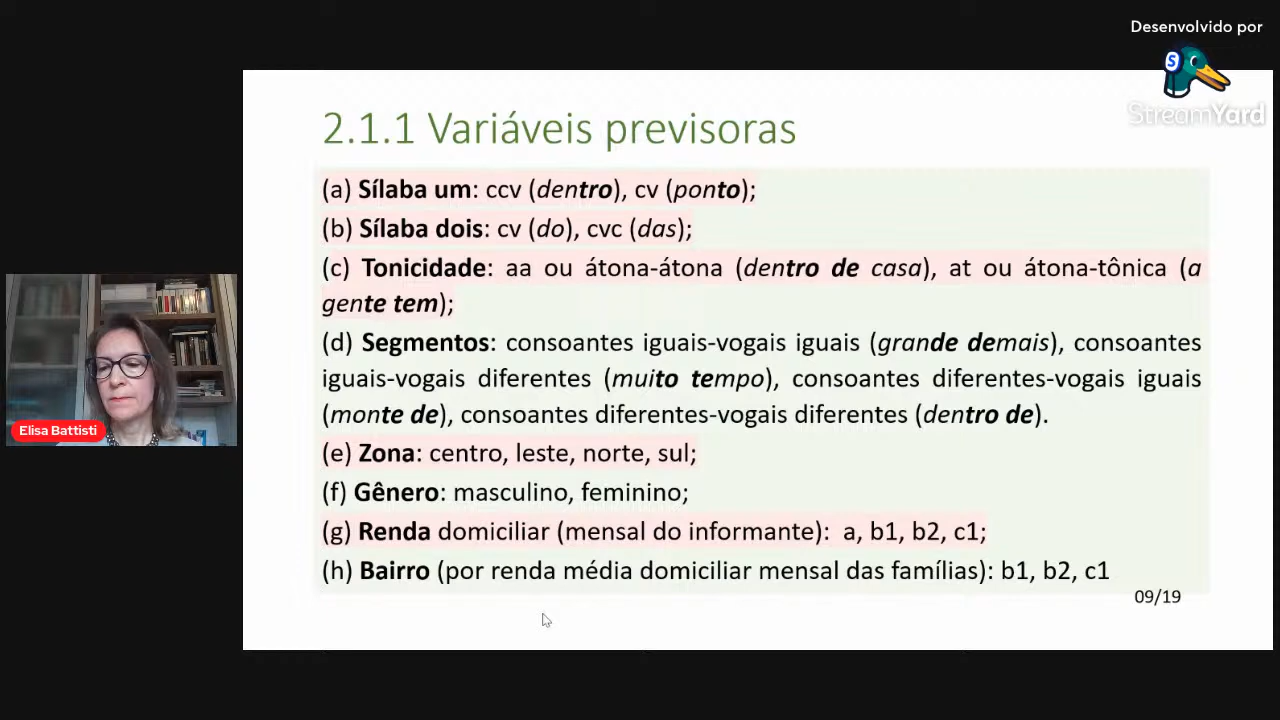 Desenvolvido por
StreamYard
2.1.1 Variáveis previsoras
(a) Sílaba um: ccv (dentro), cv (ponto);
(b) Sílaba dois: cv (do), cvc (das);
(c) Tonicidade: aa ou átona-átona (dentro de casa), at ou átona-tônica (a
gente tem);
(d) Segmentos: consoantes iguais-vogais iguais (grande demais), consoantes
iguais-vogais diferentes (muito tempo), consoantes diferentes-vogais iguais
(monte de), consoantes diferentes-vogais diferentes (dentro de).
(e) Zona: centro, leste, norte, sul;
(f) Gênero: masculino, feminino;
(g) Renda domiciliar (mensal do informante): a, b1, b2, c1;
(h) Bairro (por renda média domiciliar mensal das famílias): b1, b2, c1
09/19
Elisa Battisti